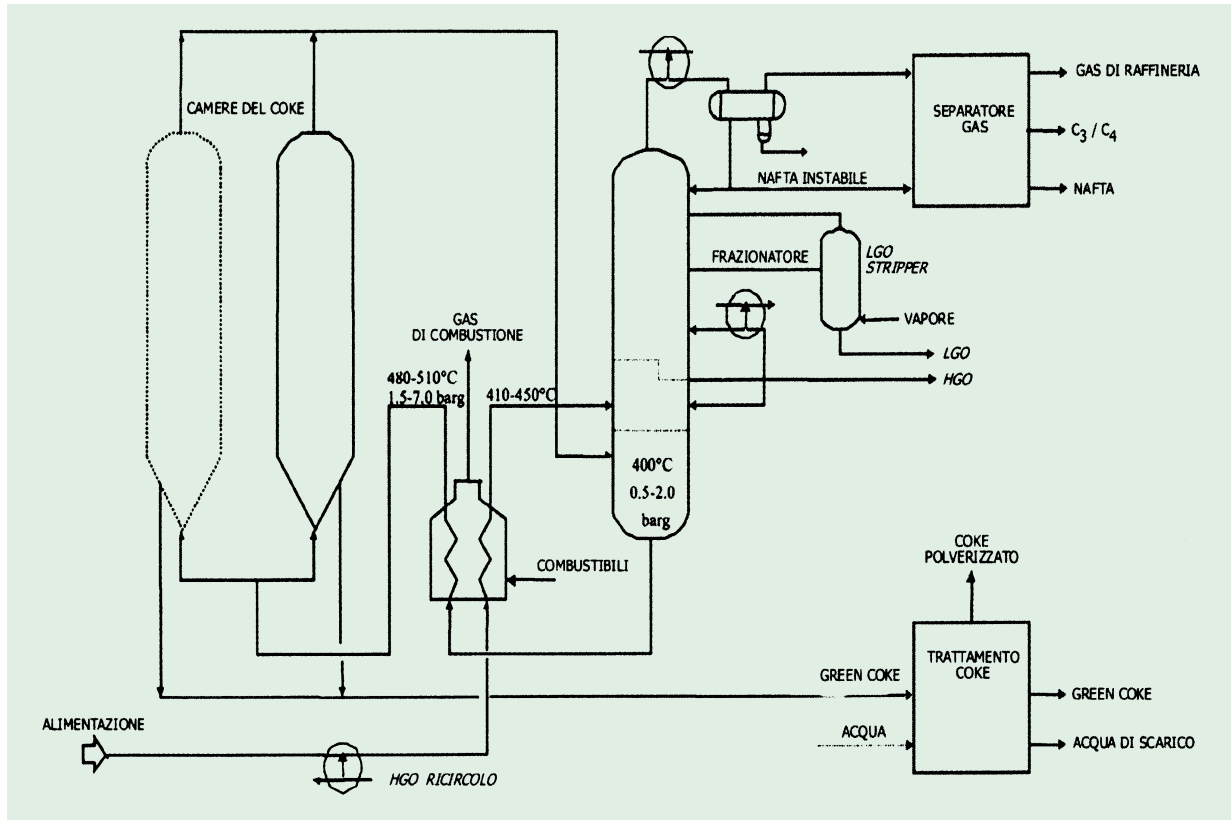 CAMERE DEL COKE
GAS DI RAFFINERIA
SEPARATORE
GAS
C3 / C4
NAFTA INSTABILE
NAFTA
FRAZIONATORE
LGO
STRIPPER
GAS
DI COMBUSTIONE
VAPORE
LGO
HGO
480-510°C
1.5-7.0 barg
410-450°C
400°C
0.5-2.0
barg
COMBUSTIBILI
COKE
POLVERIZZATO
TRATTAMENTO
COKE
GREEN COKE
GREEN COKE
ALIMENTAZIONE
ACQUA
ACQUA DI SCARICO
HGO RICIRCOLO